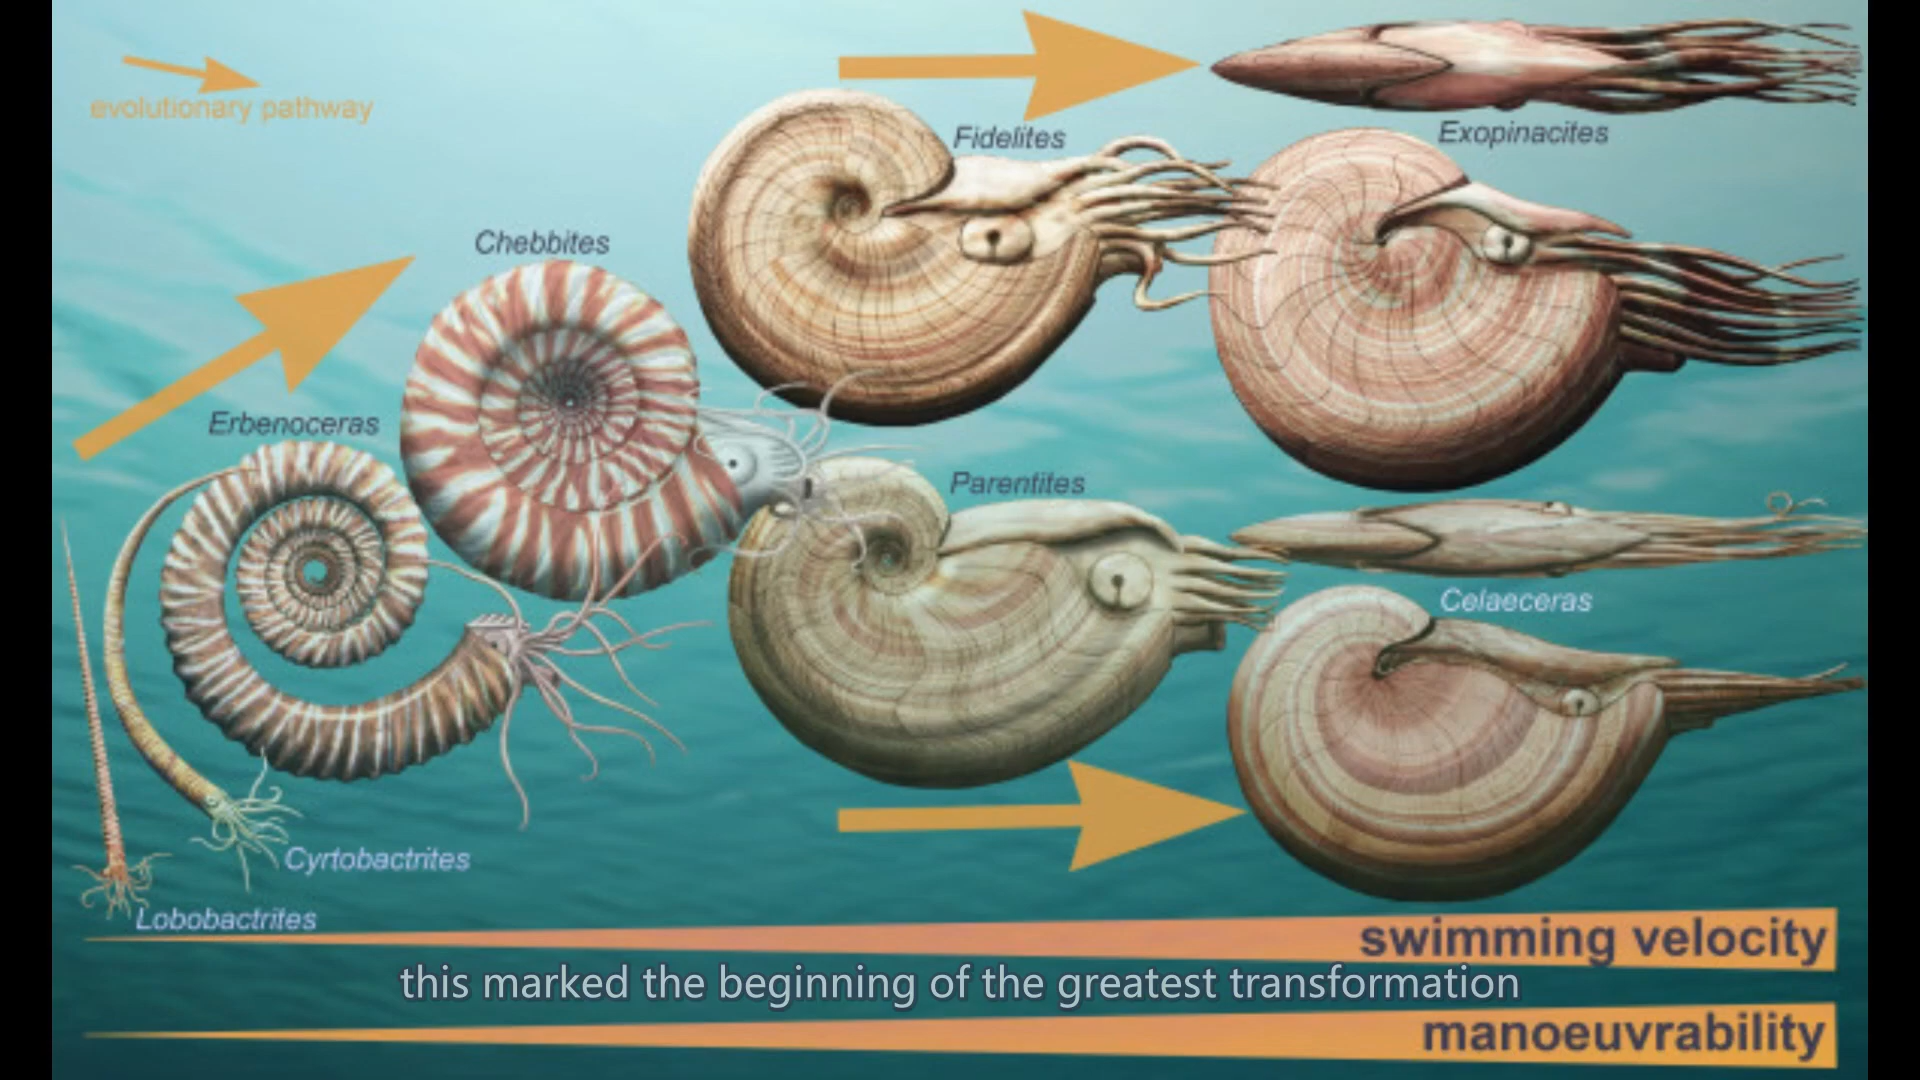 evolutionary pathway
Fidelites
Exopinacites
Chebbites
Erbenoceras
Parentites
Celaeceras
Cyrtobactrites
Lobobactrites
swimming velocity
this marked the beginning of the greatest transformation
manoeuvrability